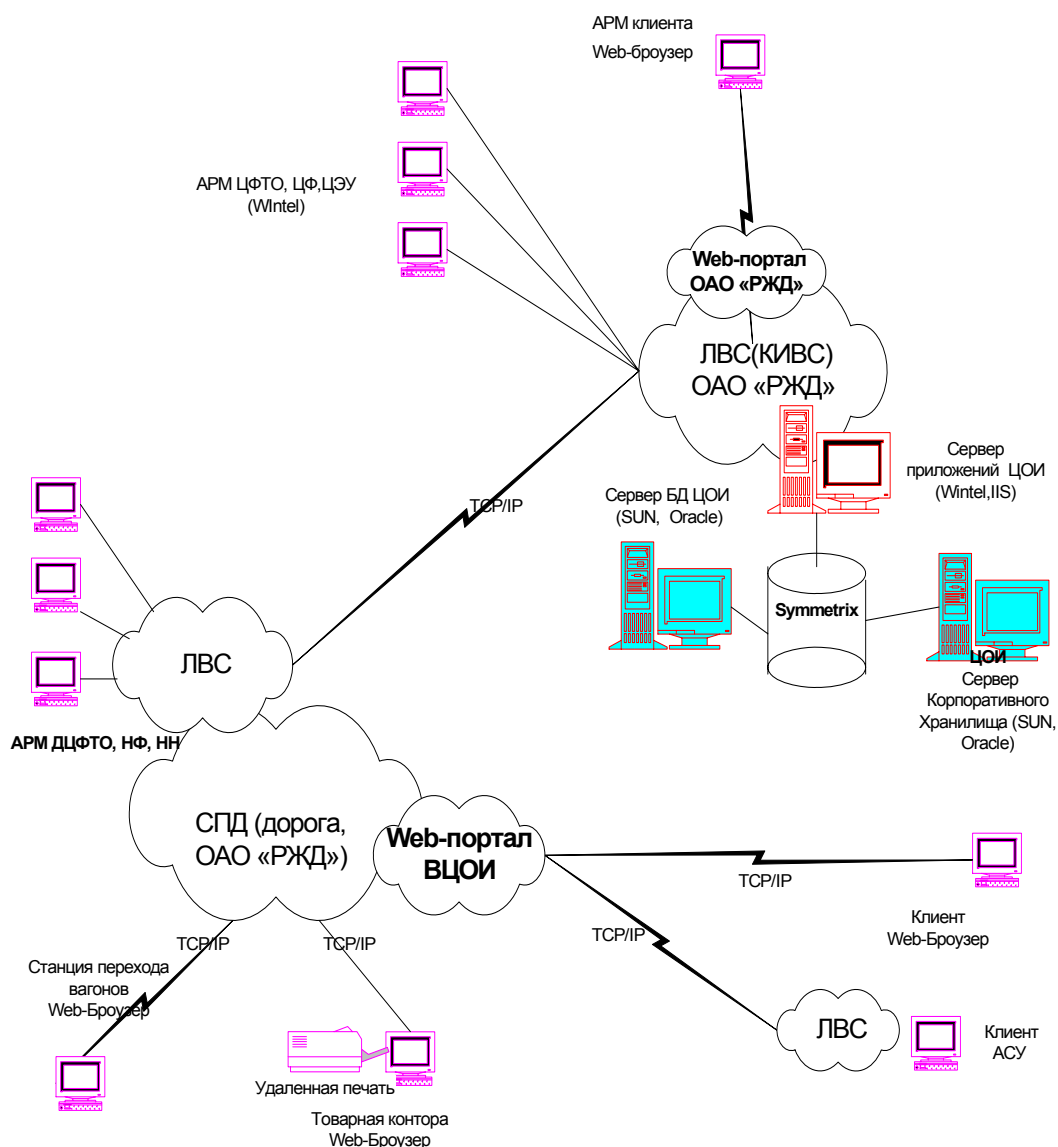 АРМ клиента
Web-броузер
АРМ ЦФТО, ЦФ,ЦЭУ
(WIntel)
Web-портал
ОАО «РЖД»
ЛВС(КИВС)
ОАО «РЖД»
Сервер
приложений ЦОИ
(Wintel,IIS)
TCP/IP
Сервер БД ЦОИ
(SUN, Oracle)
Symmetrix
ЦОИ
Сервер
Корпоративного
Хранилища (SUN,
Oracle)
ЛВС
АРМ ДЦФТО, НФ, НН
СПД (дорога,
ОАО «РЖД»)
Web-портал
ВЦОИ
TCP/IP
Клиент
Web-Броузер
TCP/IP
TCP/IP
TCP/IP
Станция перехода
вагонов
Web-Броузер
ЛВС
Клиент
АСУ
Удаленная печать
Товарная контора
Web-Броузер